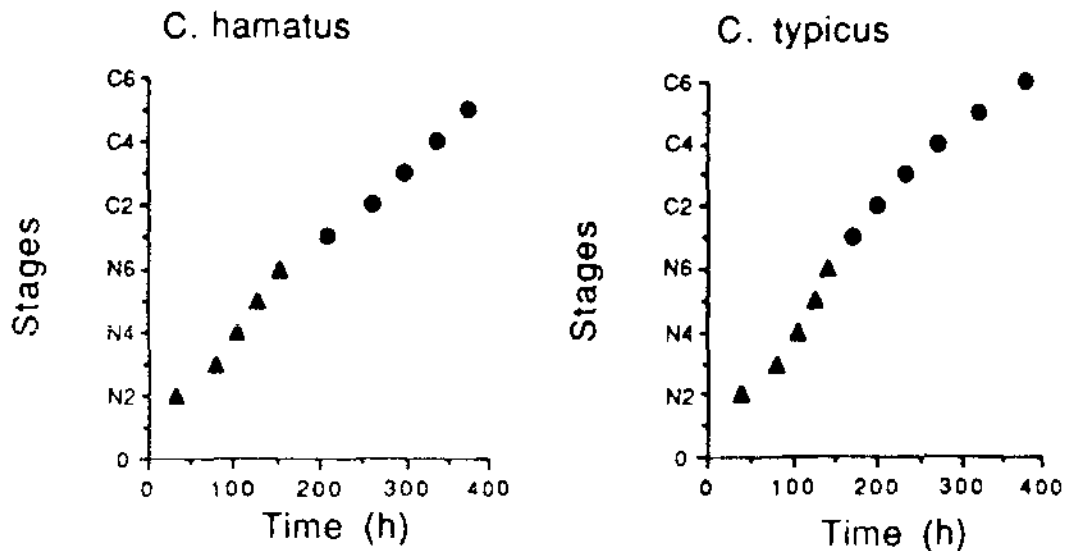 C. hamatus
C6
C4
C2
N6
N4
N2
0
Stages
0 100 200 300 400
Time (h)
C. typicus
C6
C4
C2
N6
N4
N2
0
Stages
0 100 200 300 400
Time (h)